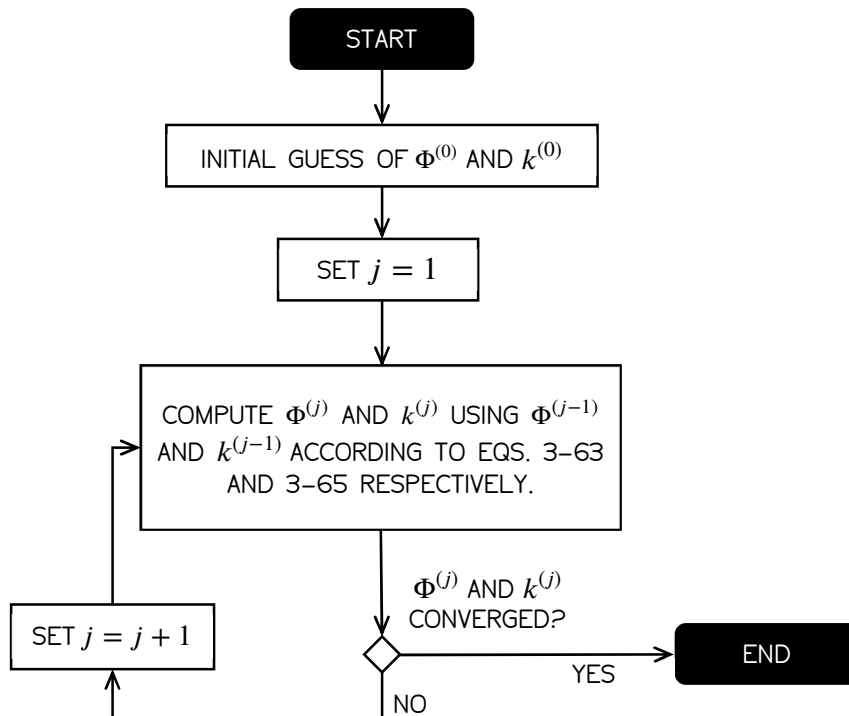 START
INITIAL GUESS OF Φ⁽⁰⁾ AND k⁽⁰⁾
SET j = 1
COMPUTE Φ⁽ʲ⁾ AND k⁽ʲ⁾ USING Φ⁽ʲ⁻¹⁾
AND k⁽ʲ⁻¹⁾ ACCORDING TO EQS. 3-63
AND 3-65 RESPECTIVELY.
Φ⁽ʲ⁾ AND k⁽ʲ⁾
CONVERGED?
SET j = j + 1
YES
END
NO